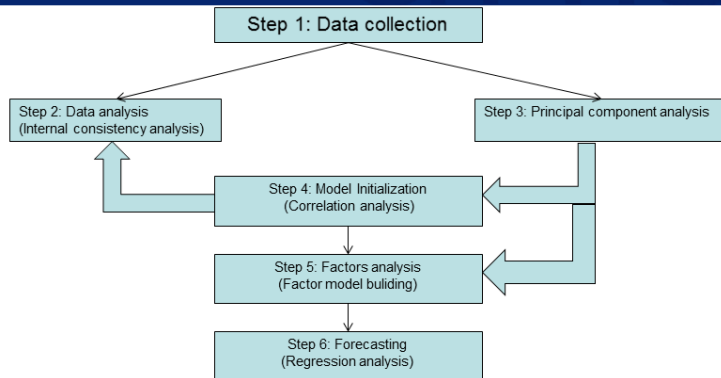 Step 1: Data collection
Step 2: Data analysis
(Internal consistency analysis)
Step 3: Principal component analysis
Step 4: Model Initialization
(Correlation analysis)
Step 5: Factors analysis
(Factor model buliding)
Step 6: Forecasting
(Regression analysis)